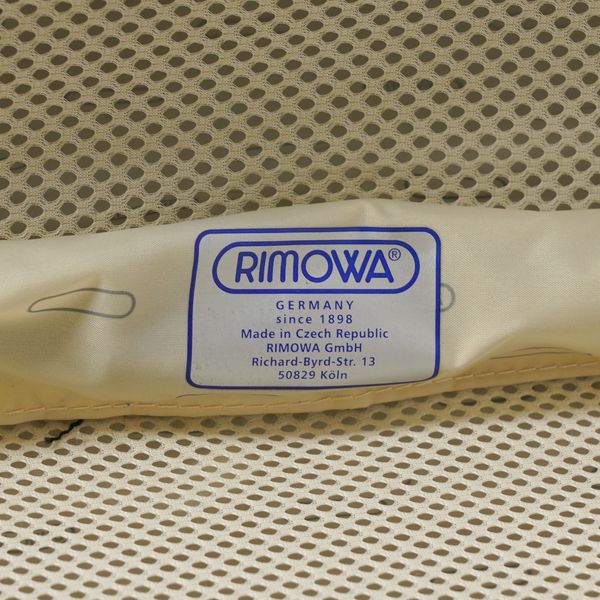 RIMOWA®
GERMANY
since 1898
Made in Czech Republic
RIMOWA GmbH
Richard-Byrd-Str. 13
50829 Köln